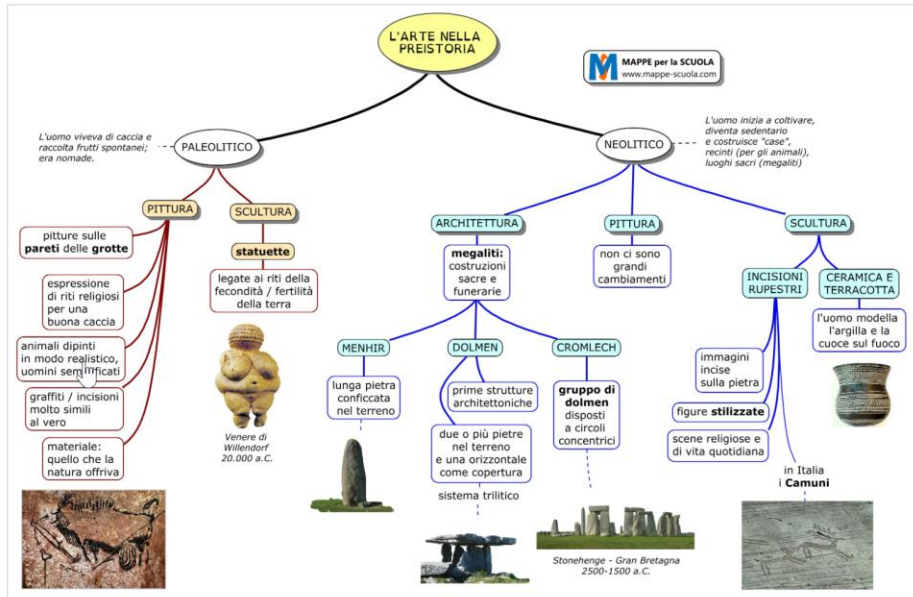 L'ARTE NELLA
PREISTORIA
MAPPE per la SCUOLA
www.mappe-scuola.com
L'uomo viveva di caccia e
raccolta frutti spontanei;
era nomade.
PALEOLITICO
PITTURA
pitture sulle
pareti delle grotte
espressione
di riti religiosi
per una
buona caccia
animali dipinti
in modo realistico,
uomini
graffiti / incisioni
molto simili
al vero
materiale:
quello che la
natura offriva
SCULTURA
statuette
legate ai riti della
fecondità / fertilità
della terra
Venere di
Willendorf
20.000 a.C.
NEOLITICO
L'uomo inizia a coltivare,
diventa sedentario
e costruisce "case",
recinti (per gli animali),
luoghi sacri (megaliti)
ARCHITETTURA
megaliti:
costruzioni
sacre e
funerarie
MENHIR
lunga pietra
conficcata
nel terreno
DOLMEN
prime strutture
architettoniche
due o più pietre
nel terreno
e una orizzontale
come copertura
sistema trilitico
CROMLECH
gruppo di
dolmen
disposti
a circoli
concentrici
Stonehenge - Gran Bretagna
2500-1500 a.C.
PITTURA
non ci sono
grandi
cambiamenti
SCULTURA
INCISIONI
RUPESTRI
immagini
incise
sulla pietra
figure stilizzate
scene religiose e
di vita quotidiana
in Italia
i Camuni
CERAMICA E
TERRACOTTA
l'uomo modella
l'argilla e la
cuoce sul fuoco